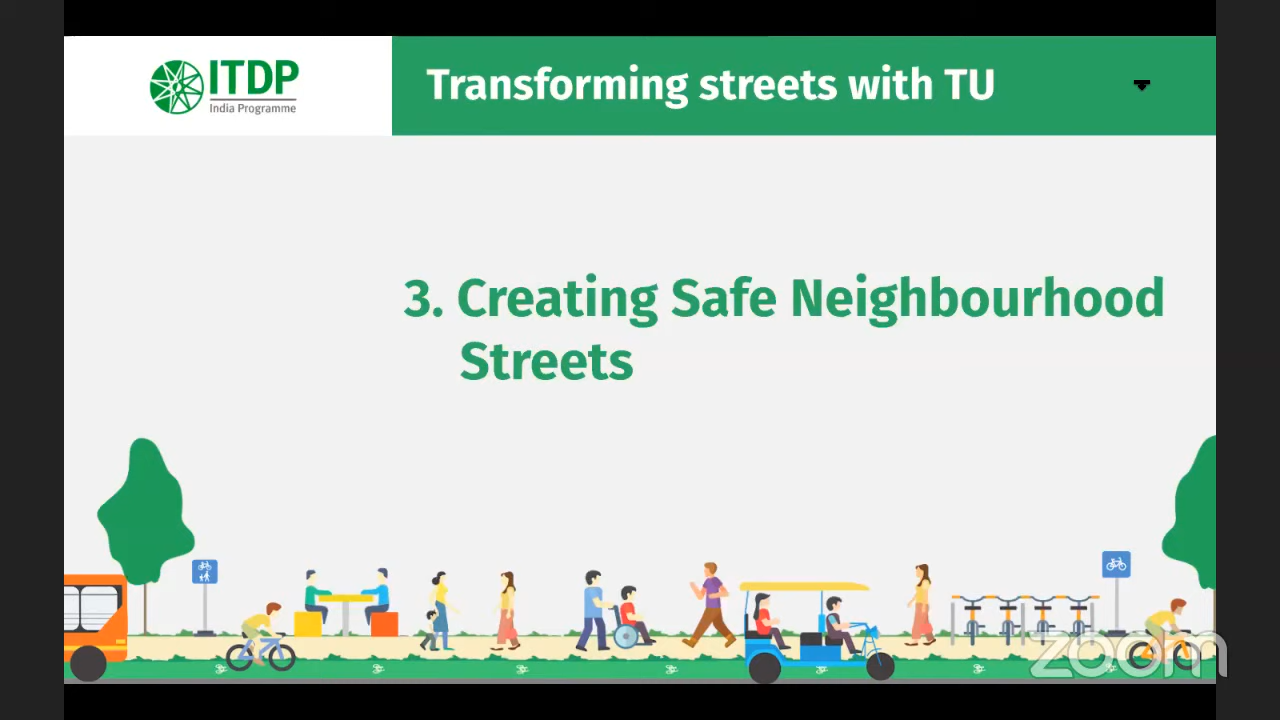 ITDP
India Programme
Transforming streets with TU
3. Creating Safe Neighbourhood
Streets
zoom